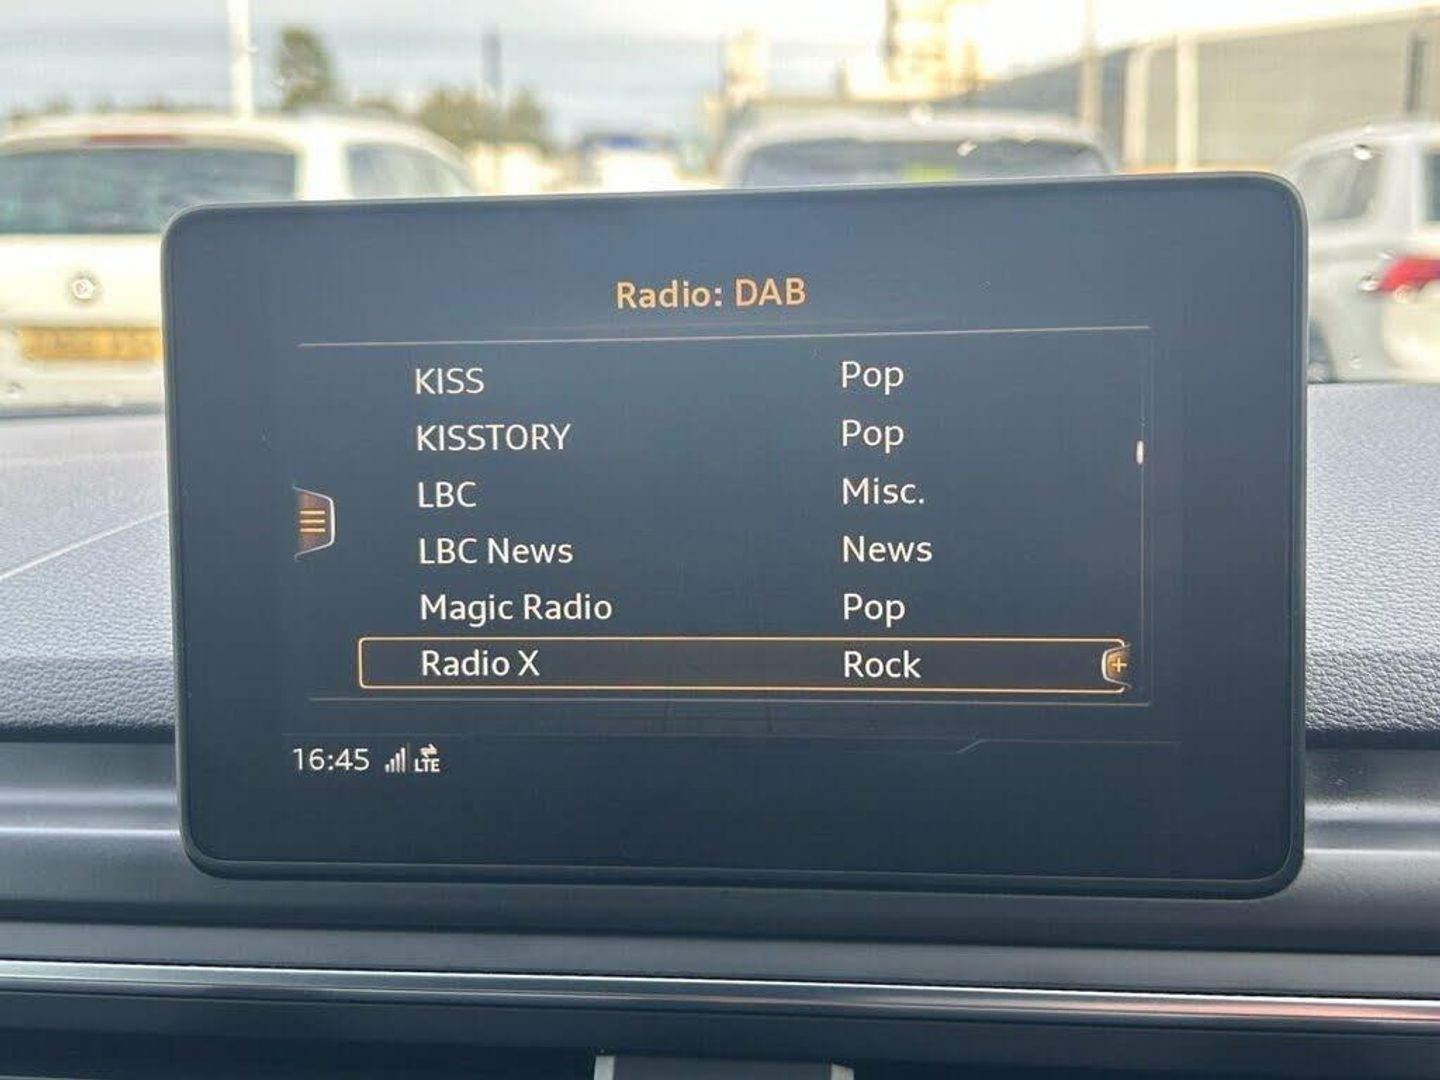 Radio: DAB
KISS Pop
KISSTORY Pop
LBC Misc.
LBC News News
Magic Radio Pop
Radio X Rock
16:45 LTE